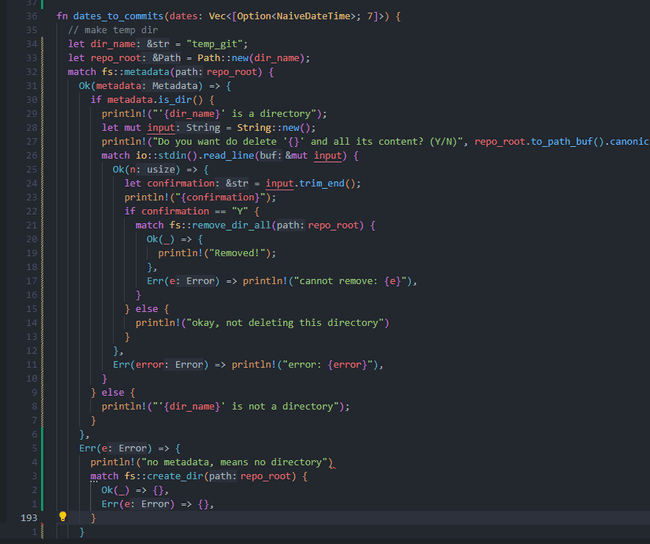 37
36 fn dates_to_commits(dates: Vec<[Option<NaiveDateTime>; 7]>) {
35 // make temp dir
34 let dir_name: &str = "temp_git";
33 let repo_root: &Path = Path::new(dir_name);
32 match fs::metadata(path: repo_root) {
31 Ok(metadata: Metadata) => {
30 if metadata.is_dir() {
29 println!("'{dir_name}' is a directory");
28 let mut input: String = String::new();
27 println!("Do you want do delete '{}' and all its content? (Y/N)", repo_root.to_path_buf().canonic
26 match io::stdin().read_line(buf: &mut input) {
25 Ok(n: usize) => {
24 let confirmation: &str = input.trim_end();
23 println!("{confirmation}");
22 if confirmation == "Y" {
21 match fs::remove_dir_all(path: repo_root) {
20 Ok(_) => {
19 println!("Removed!");
18 },
17 Err(e: Error) => println!("cannot remove: {e}"),
16 }
15 } else {
14 println!("okay, not deleting this directory")
13 }
12 },
11 Err(error: Error) => println!("error: {error}"),
10 }
9 } else {
8 println!("'{dir_name}' is not a directory");
7 }
6 },
5 Err(e: Error) => {
4 println!("no metadata, means no directory")
3 match fs::create_dir(path: repo_root) {
2 Ok(_) => {},
1 Err(e: Error) => {},
193 }
1 }